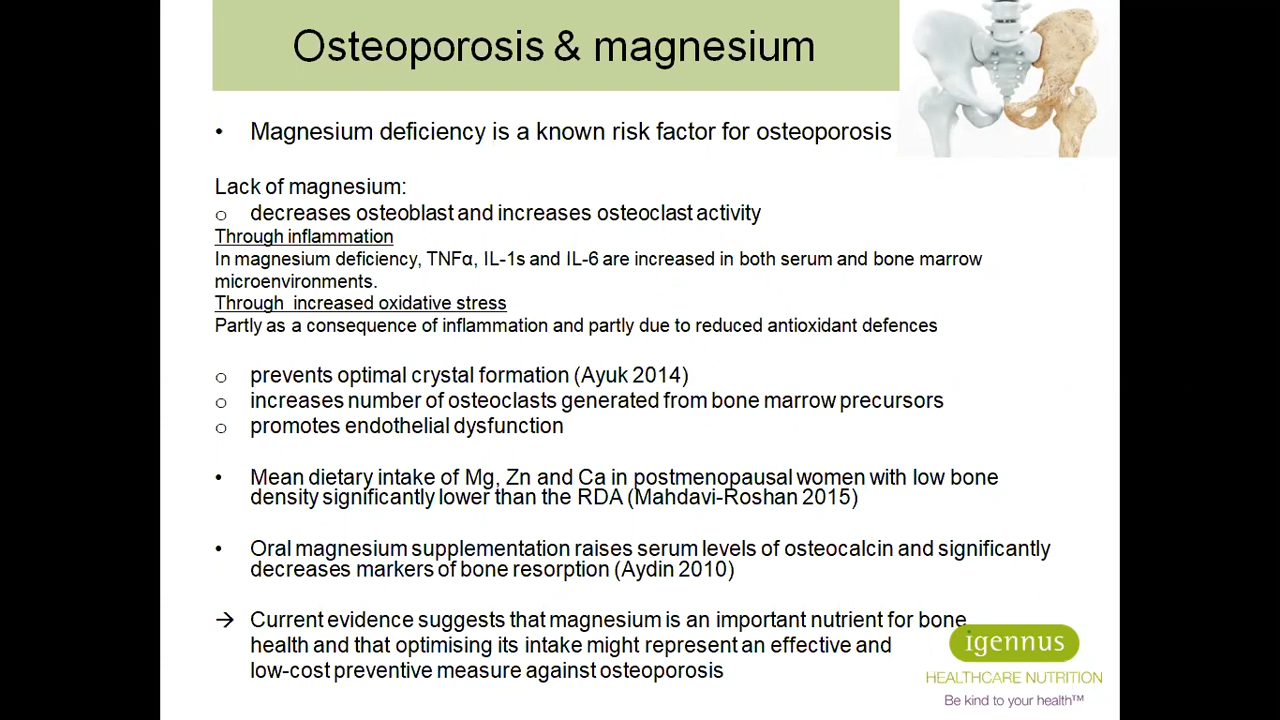 Osteoporosis & magnesium
• Magnesium deficiency is a known risk factor for osteoporosis
Lack of magnesium:
o decreases osteoblast and increases osteoclast activity
Through inflammation
In magnesium deficiency, TNFα, IL-1s and IL-6 are increased in both serum and bone marrow
microenvironments.
Through increased oxidative stress
Partly as a consequence of inflammation and partly due to reduced antioxidant defences
o prevents optimal crystal formation (Ayuk 2014)
o increases number of osteoclasts generated from bone marrow precursors
o promotes endothelial dysfunction
• Mean dietary intake of Mg, Zn and Ca in postmenopausal women with low bone
density significantly lower than the RDA (Mahdavi-Roshan 2015)
• Oral magnesium supplementation raises serum levels of osteocalcin and significantly
decreases markers of bone resorption (Aydin 2010)
→ Current evidence suggests that magnesium is an important nutrient for bone
health and that optimising its intake might represent an effective and
low-cost preventive measure against osteoporosis
igennus
HEALTHCARE NUTRITION
Be kind to your health™